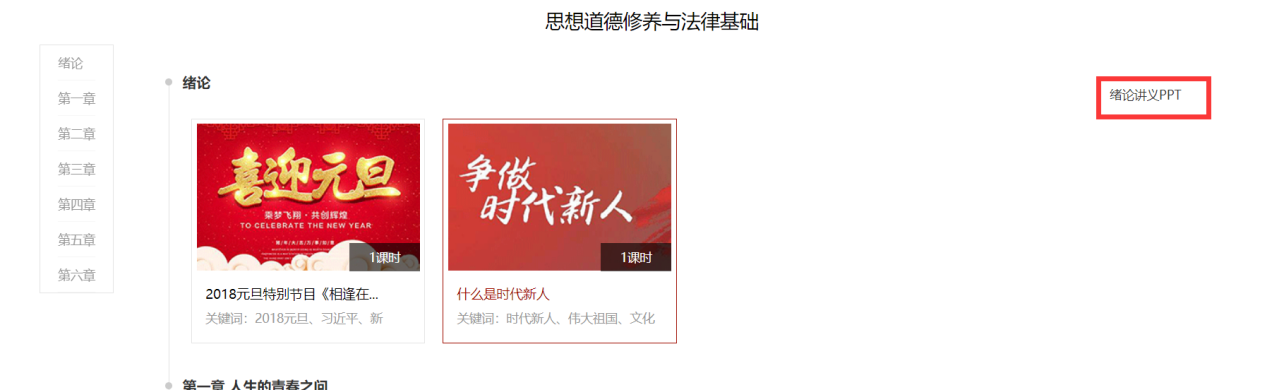 思想道德修养与法律基础
绪论
第一章
第二章
第三章
第四章
第五章
第六章
绪论
绪论讲义PPT
喜迎元旦
乘梦飞翔·共创辉煌
TO CELEBRATE THE NEW YEAR
1课时
2018元旦特别节目《相逢在...
关键词：2018元旦、习近平、新
争做
时代新人
1课时
什么是时代新人
关键词：时代新人、伟大祖国、文化
第一章 人生的青春之问